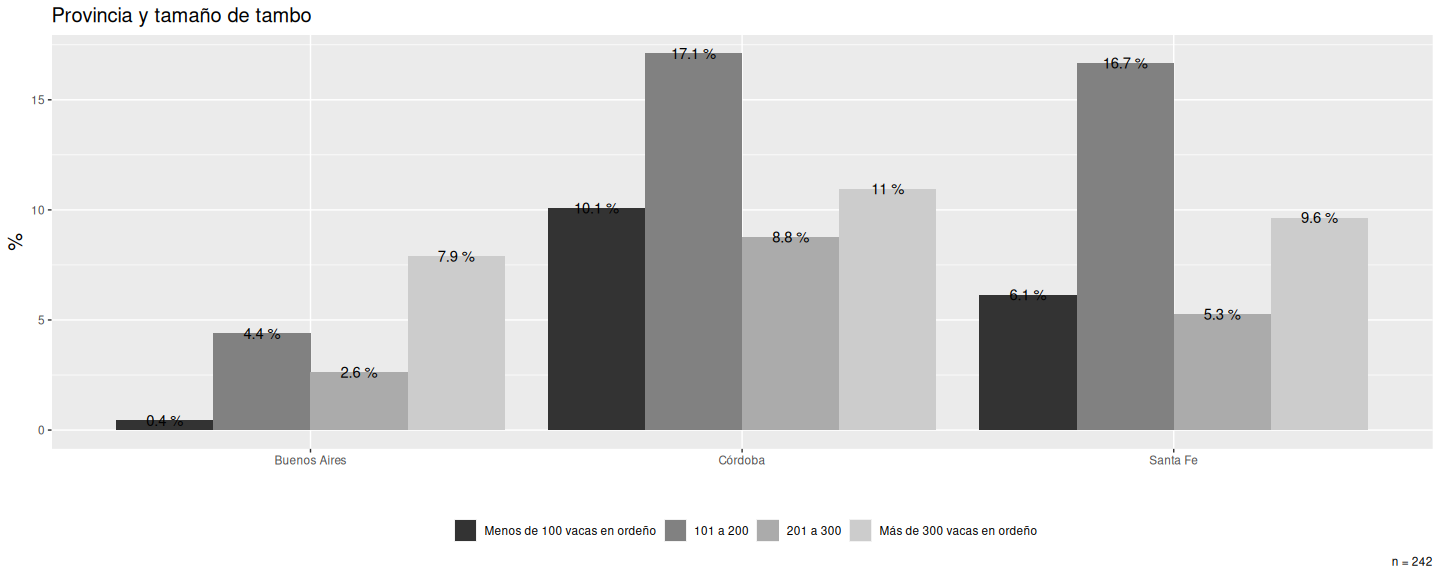 Provincia y tamaño de tambo
%
15
10
5
0
0.4 %
4.4 %
2.6 %
7.9 %
10.1 %
17.1 %
8.8 %
11 %
6.1 %
16.7 %
5.3 %
9.6 %
Buenos Aires
Córdoba
Santa Fe
Menos de 100 vacas en ordeño
101 a 200
201 a 300
Más de 300 vacas en ordeño
n = 242